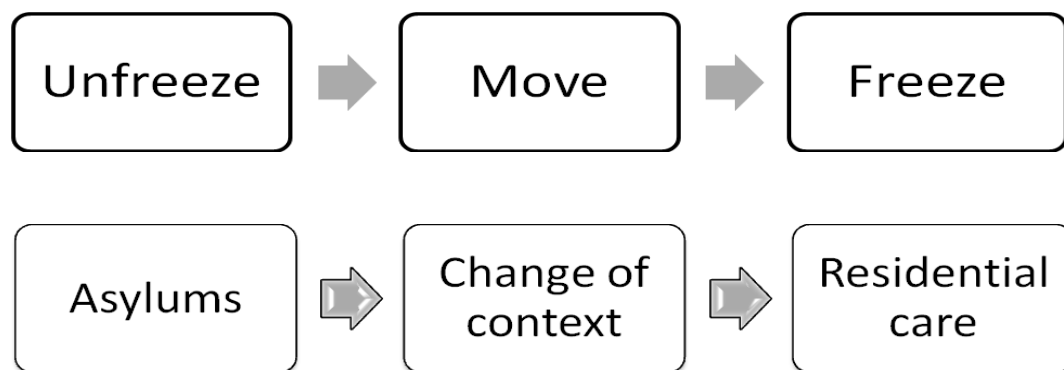 Unfreeze
Move
Freeze
Asylums
Change of
context
Residential
care